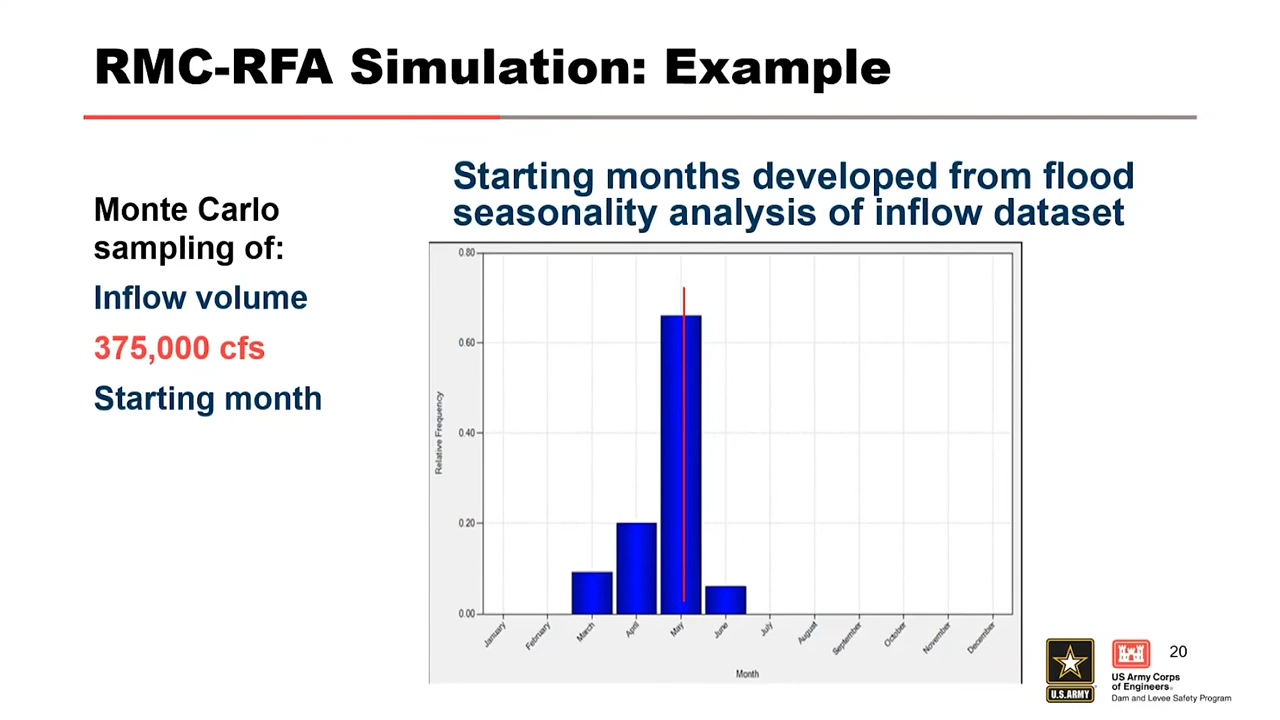 RMC-RFA Simulation: Example
Monte Carlo
sampling of:
Inflow volume
375,000 cfs
Starting month
Starting months developed from flood
seasonality analysis of inflow dataset
Relative Frequency
0.80
0.60
0.40
0.20
0.00
January
February
March
April
May
June
July
August
September
October
November
December
Month
U.S.ARMY
US Army Corps
of Engineers®
Dam and Levee Safety Program
20